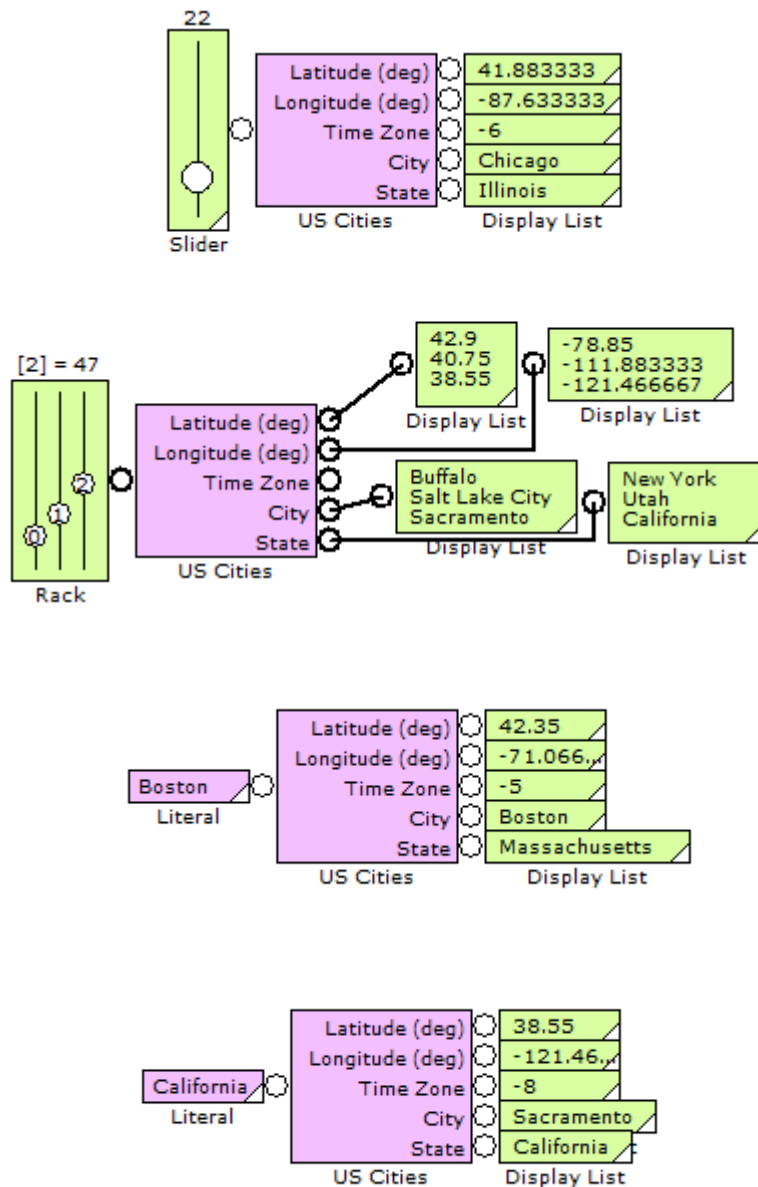 22
Latitude (deg) 41.883333
Longitude (deg) -87.633333
Time Zone -6
City Chicago
State Illinois
Slider US Cities Display List
[2] = 47
42.9
40.75
38.55
Display List
-78.85
-111.883333
-121.466667
Display List
0 1 2
Rack
Latitude (deg)
Longitude (deg)
Time Zone
City
State
US Cities
Buffalo
Salt Lake City
Sacramento
Display List
New York
Utah
California
Display List
Boston
Literal
Latitude (deg) 42.35
Longitude (deg) -71.066...
Time Zone -5
City Boston
State Massachusetts
US Cities Display List
California
Literal
Latitude (deg) 38.55
Longitude (deg) -121.46...
Time Zone -8
City Sacramento
State California
US Cities Display List